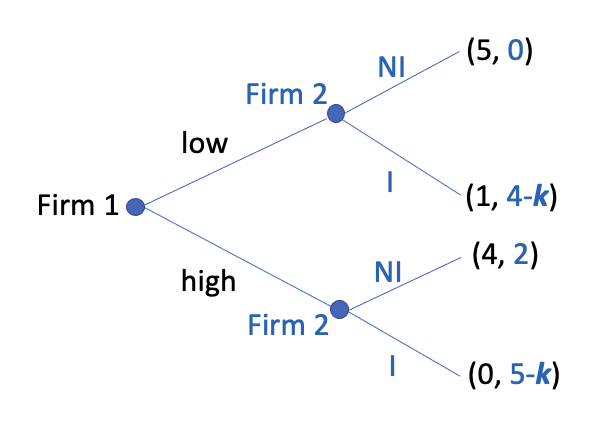 NI
(5, 0)
Firm 2
low
I
(1, 4-k)
Firm 1
NI
(4, 2)
high
Firm 2
I
(0, 5-k)